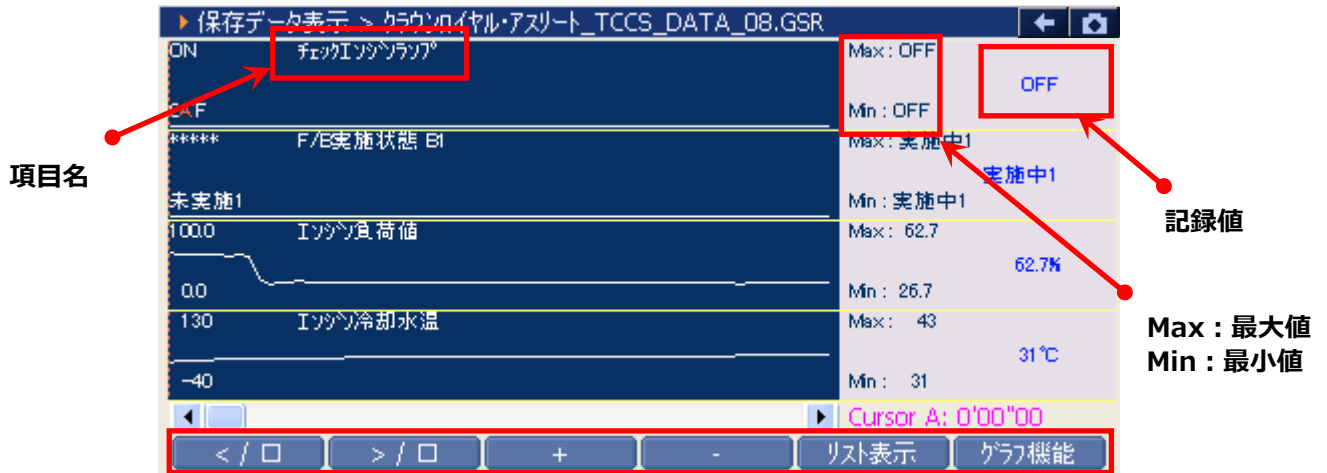 保存データ表示 > クラウンロイヤル・アスリート_TCCS_DATA_08.GSR
ON チェックエンジンランプ Max : OFF
OFF
Min : OFF
***** F/B実施状態 B1 Max : 実施中1
実施中1
未実施1 Min : 実施中1
100.0 エンジン負荷値 Max : 62.7
62.7%
0.0 Min : 26.7
130 エンジン冷却水温 Max : 43
31℃
-40 Min : 31
Cursor A: 0'00"00
< / □ > / □ + - リスト表示 グラフ機能
項目名
記録値
Max：最大値
Min：最小値